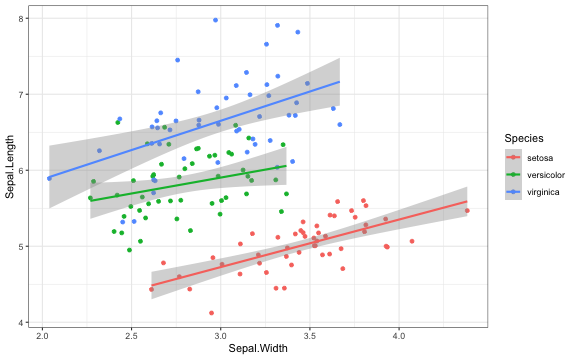 8
7
6
5
4
Sepal.Length
2.0 2.5 3.0 3.5 4.0
Sepal.Width
Species
setosa
versicolor
virginica